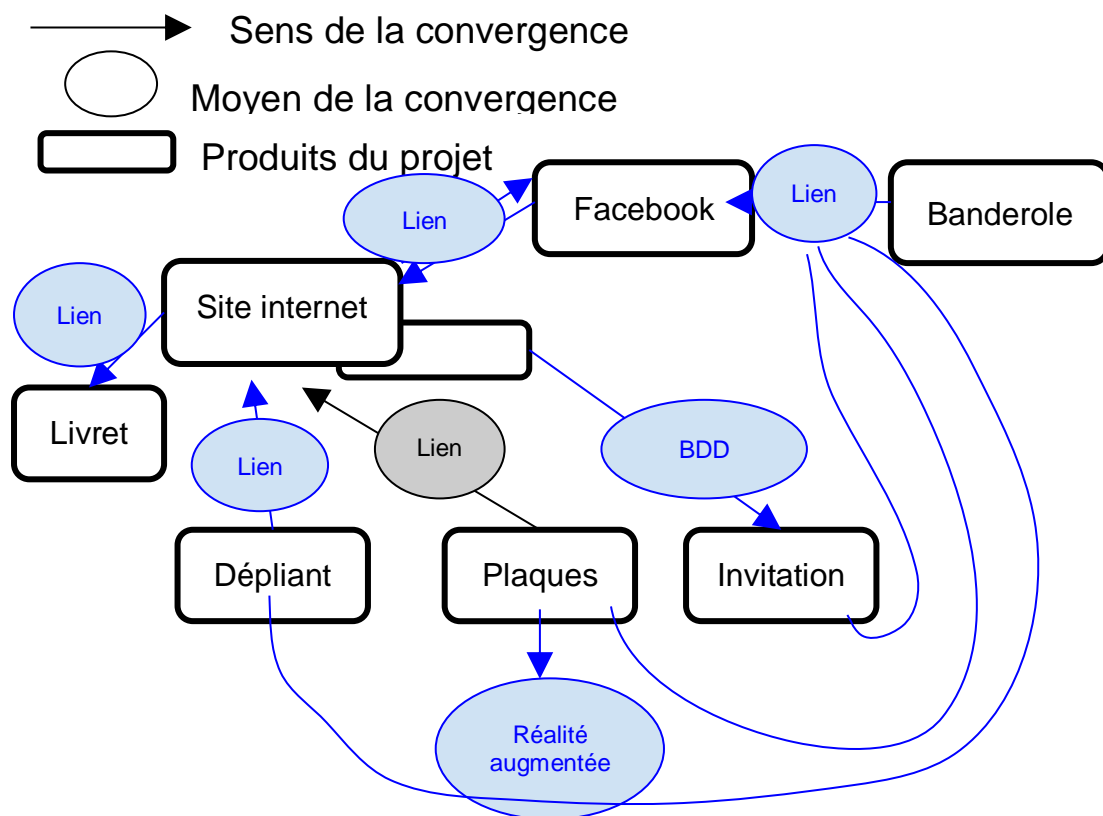 Sens de la convergence
Moyen de la convergence
Produits du projet
Lien
Facebook
Lien
Banderole
Lien
Site internet
Livret
Lien
Lien
BDD
Dépliant
Plaques
Invitation
Réalité
augmentée